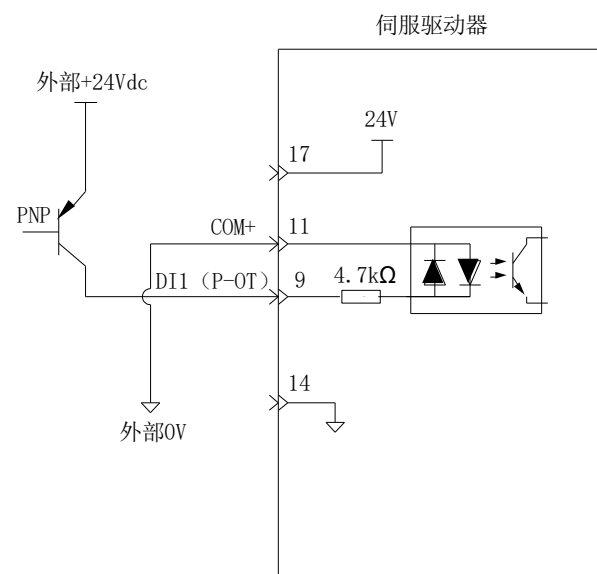 伺服驱动器
外部+24Vdc
24V
17
PNP
COM+
11
DI1（P-OT）
9
4.7kΩ
14
外部0V